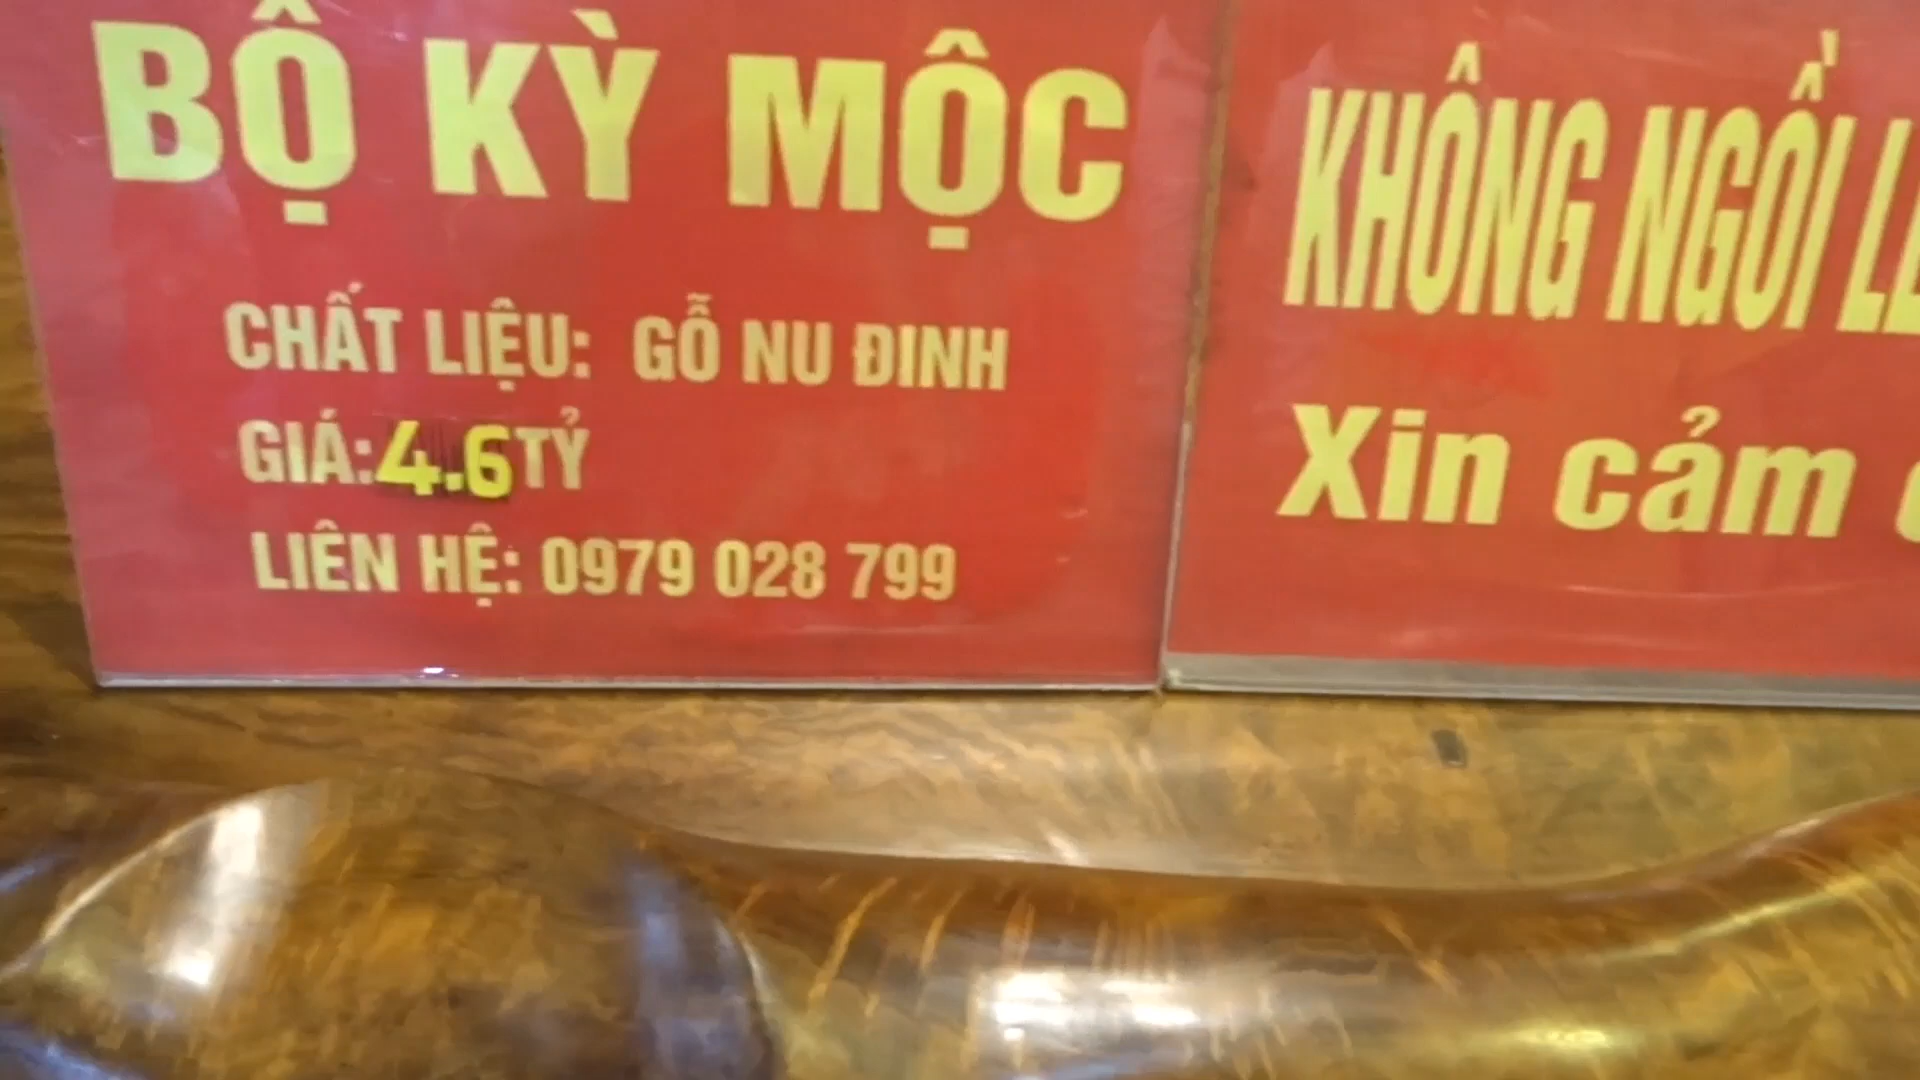 BỘ KỲ MỘC
CHẤT LIỆU: GỖ NU ĐINH
GIÁ:4.6TỶ
LIÊN HỆ: 0979 028 799
KHÔNG NGỒI
Xin cảm